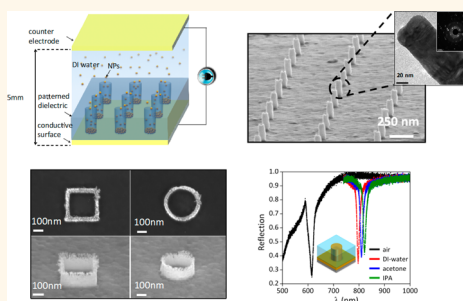 counter
electrode
DI water
NPs
5mm
patterned
dielectric
conductive
surface
20 nm
250 nm
100nm
100nm
100nm
100nm
Reflection
1.0
0.9
0.8
0.7
0.6
0.5
0.4
0.3
0.2
air
DI-water
acetone
IPA
500 600 700 800 900 1000
λ (nm)